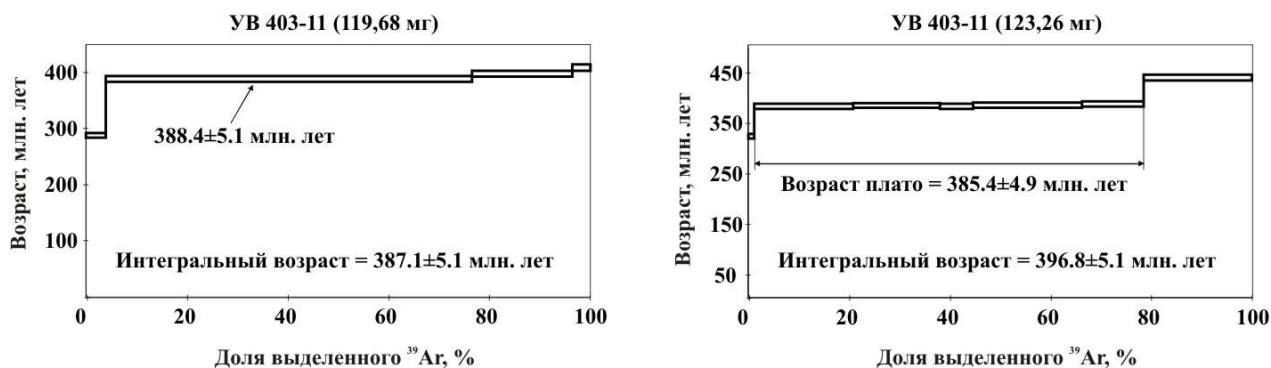 УВ 403-11 (119,68 мг)
Возраст, млн. лет
400
300
200
100
388.4±5.1 млн. лет
Интегральный возраст = 387.1±5.1 млн. лет
0 20 40 60 80 100
Доля выделенного ³⁹Ar, %
УВ 403-11 (123,26 мг)
Возраст, млн. лет
450
350
250
150
50
Возраст плато = 385.4±4.9 млн. лет
Интегральный возраст = 396.8±5.1 млн. лет
0 20 40 60 80 100
Доля выделенного ³⁹Ar, %